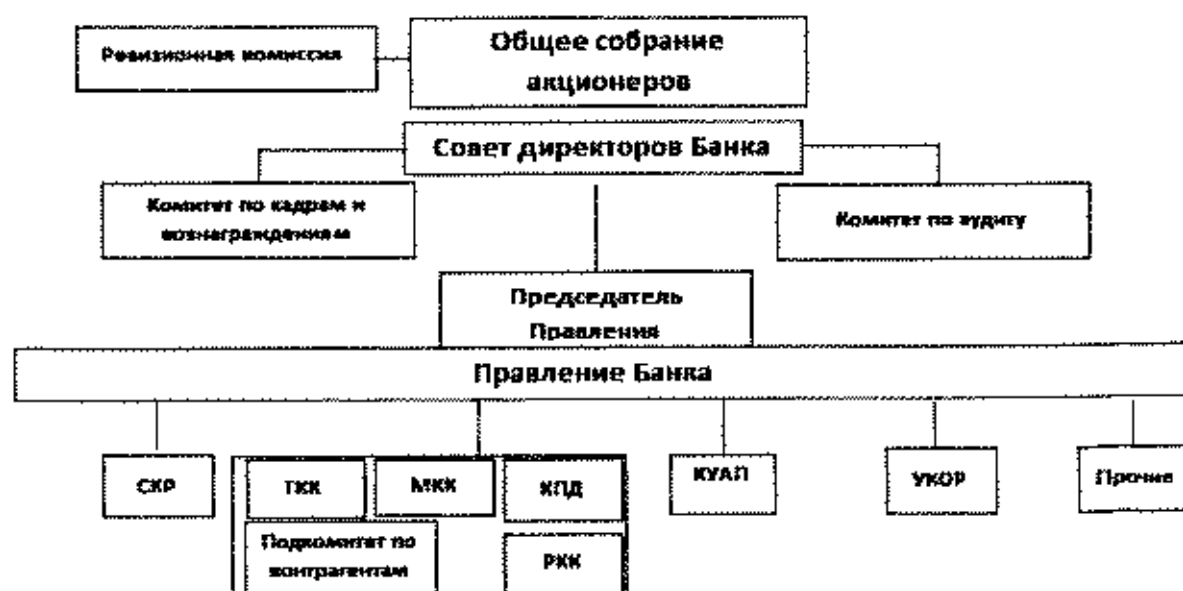 Ревизионная комиссия
Общее собрание
акционеров
Совет директоров Банка
Комитет по кадрам и
вознаграждениям
Комитет по аудиту
Председатель
Правления
Правление Банка
СКР
ТКК
МКК
КПД
КУАП
УКОР
Прочие
Подкомитет по
контрагентам
РКК